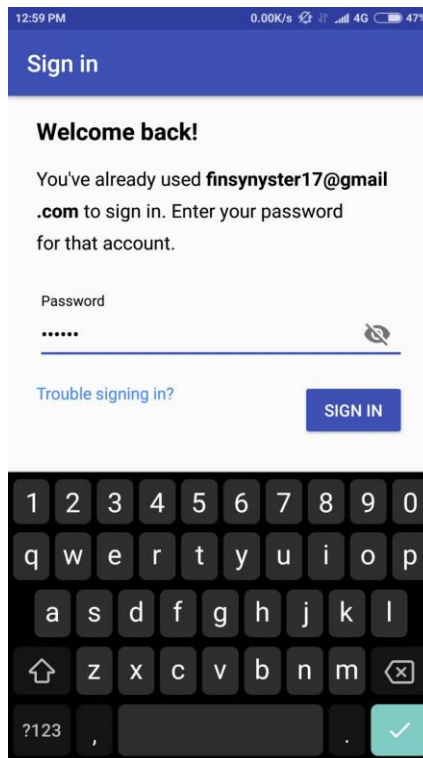 12:59 PM 0.00K/s 4G 47%
Sign in
Welcome back!
You've already used finsynyster17@gmail
.com to sign in. Enter your password
for that account.
Password
••••••
Trouble signing in?
SIGN IN
1 2 3 4 5 6 7 8 9 0
q w e r t y u i o p
a s d f g h j k l
z x c v b n m
?123 , .